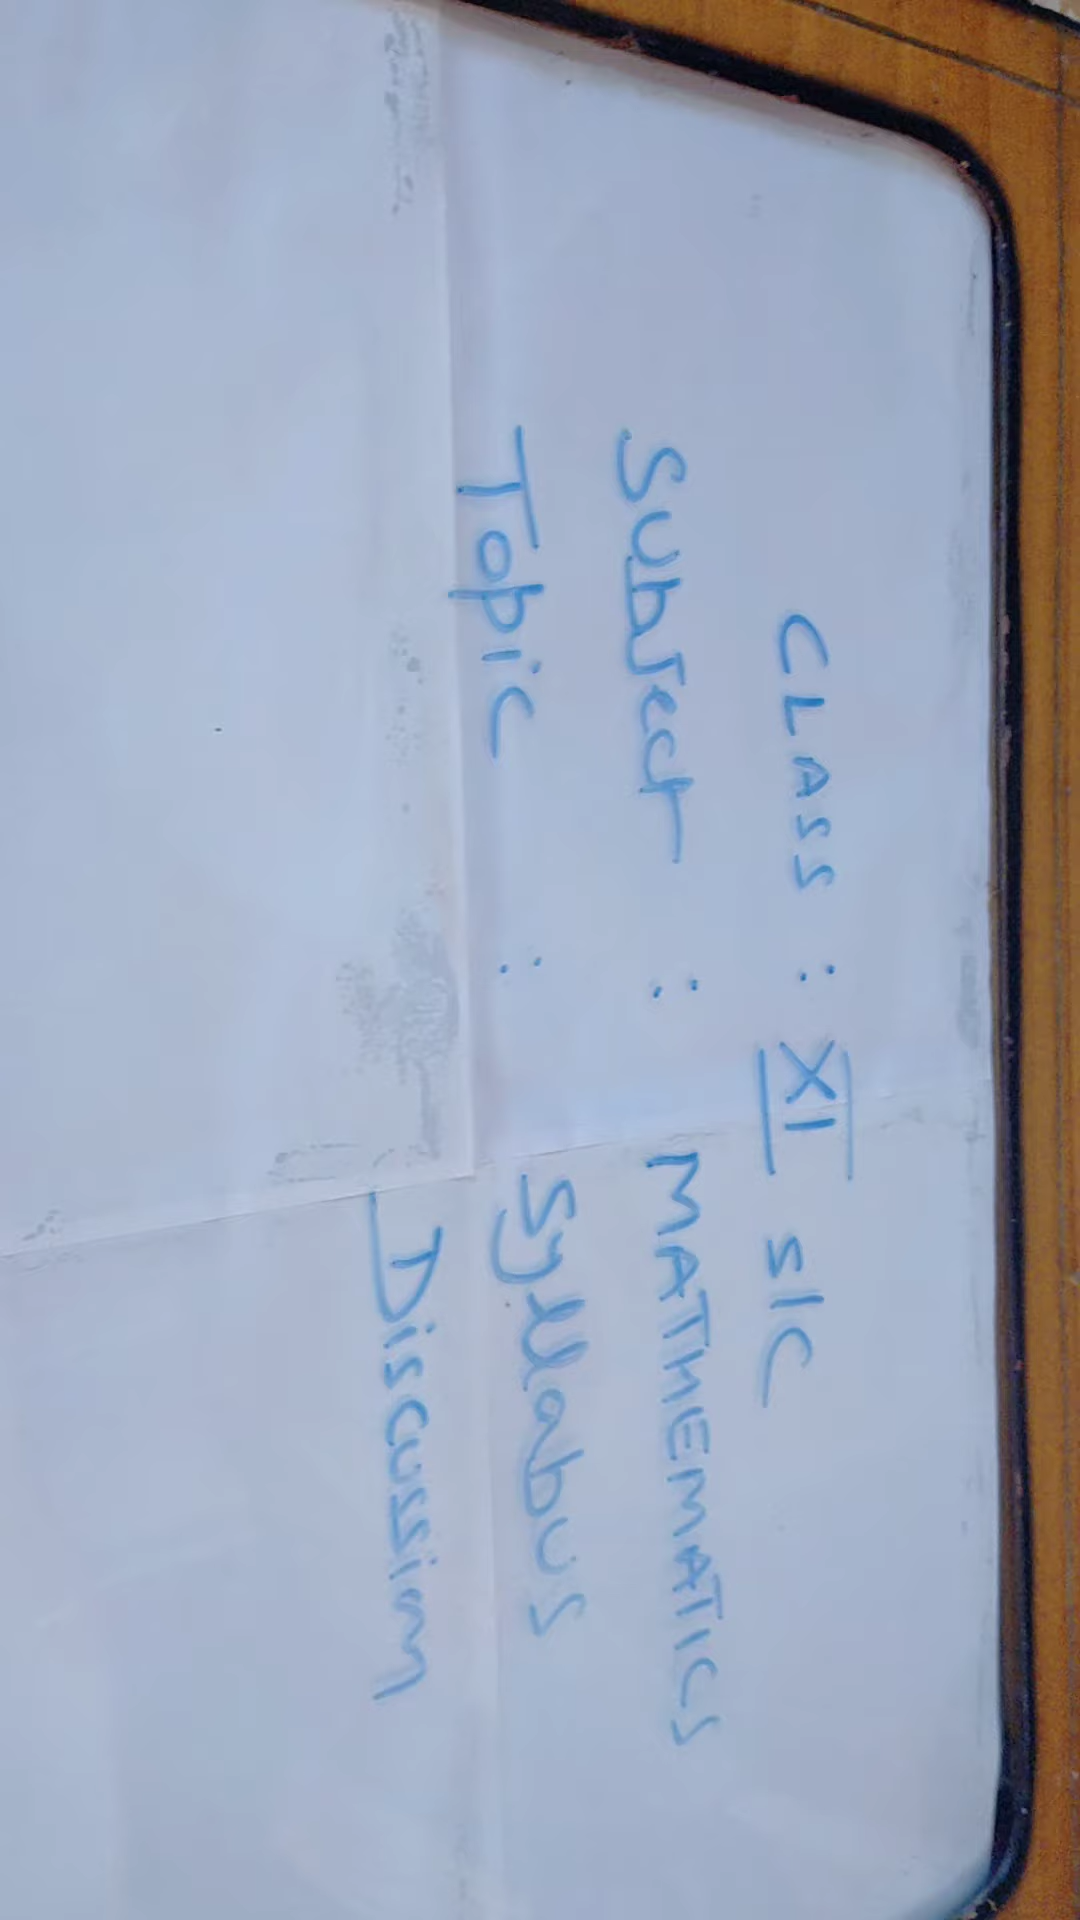 CLASS : XI SIC
Subject : MATHEMATICS
Topic : Syllabus
Discussion